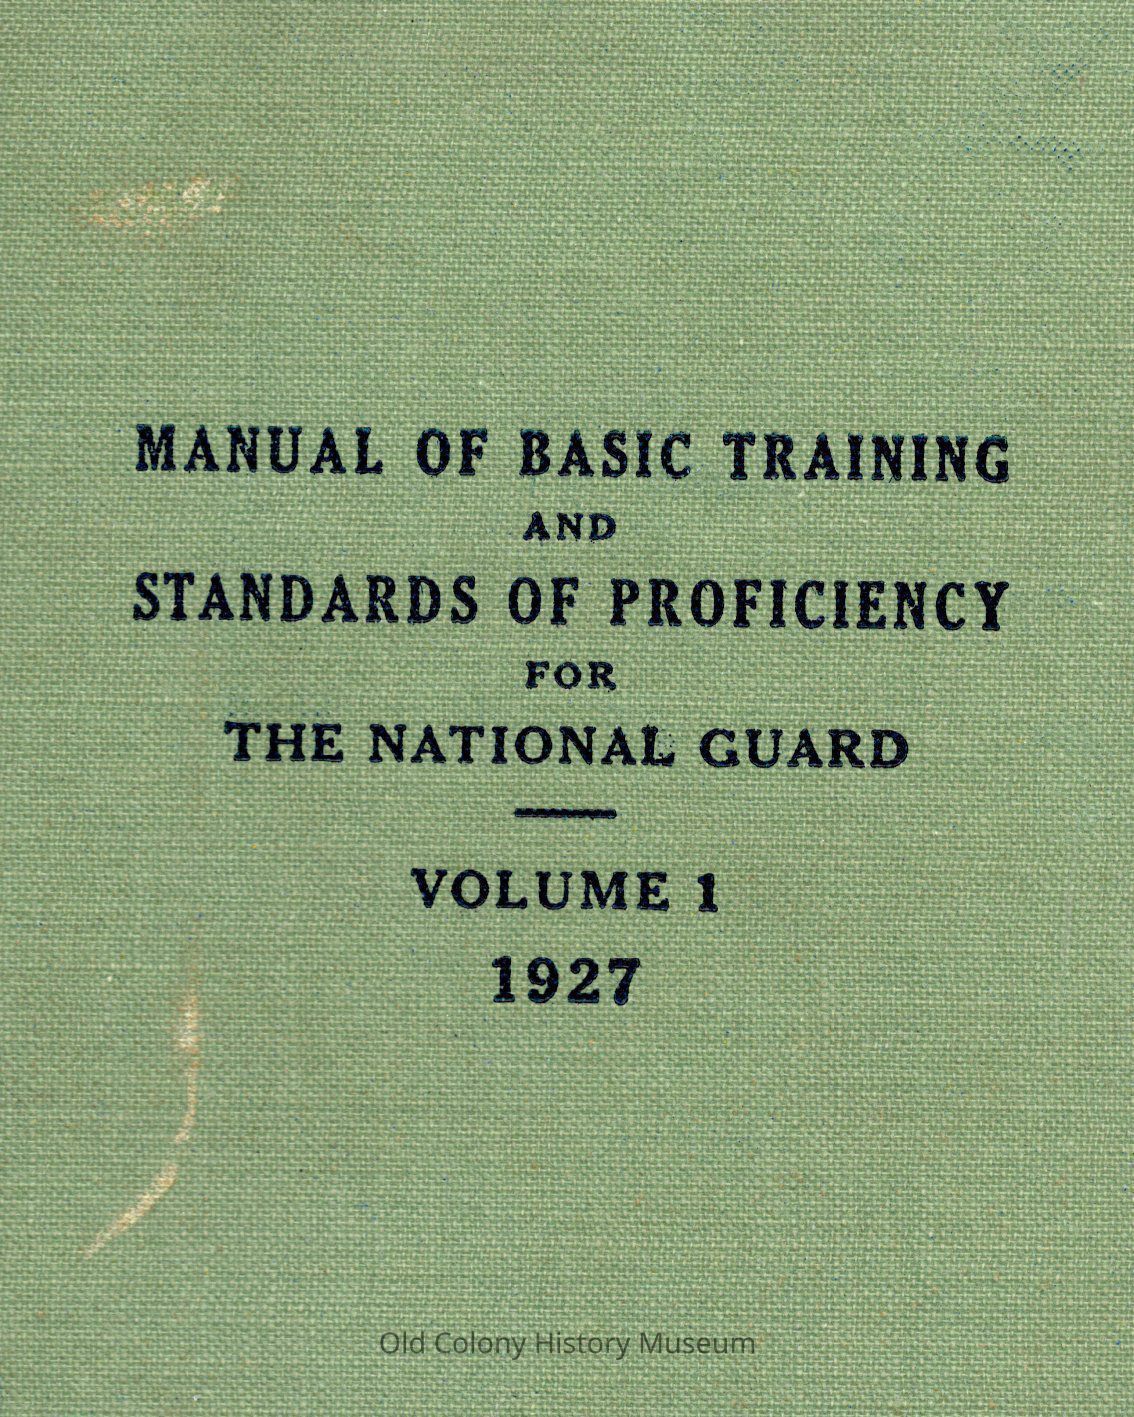 MANUAL OF BASIC TRAINING
AND
STANDARDS OF PROFICIENCY
FOR
THE NATIONAL GUARD
VOLUME 1
1927
Old Colony History Museum